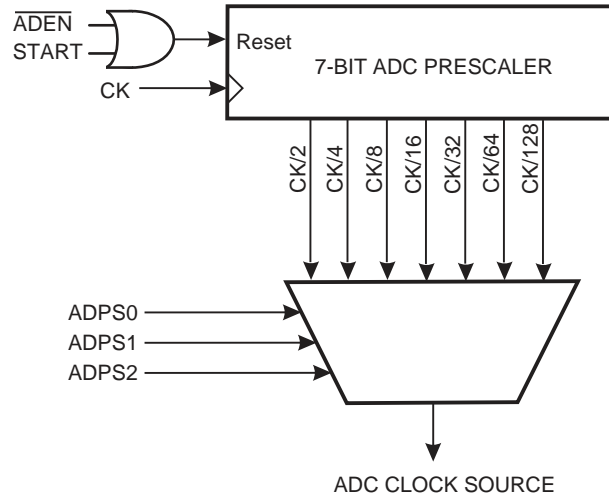 ADEN
START
Reset
7-BIT ADC PRESCALER
CK
CK/2
CK/4
CK/8
CK/16
CK/32
CK/64
CK/128
ADPS0
ADPS1
ADPS2
ADC CLOCK SOURCE